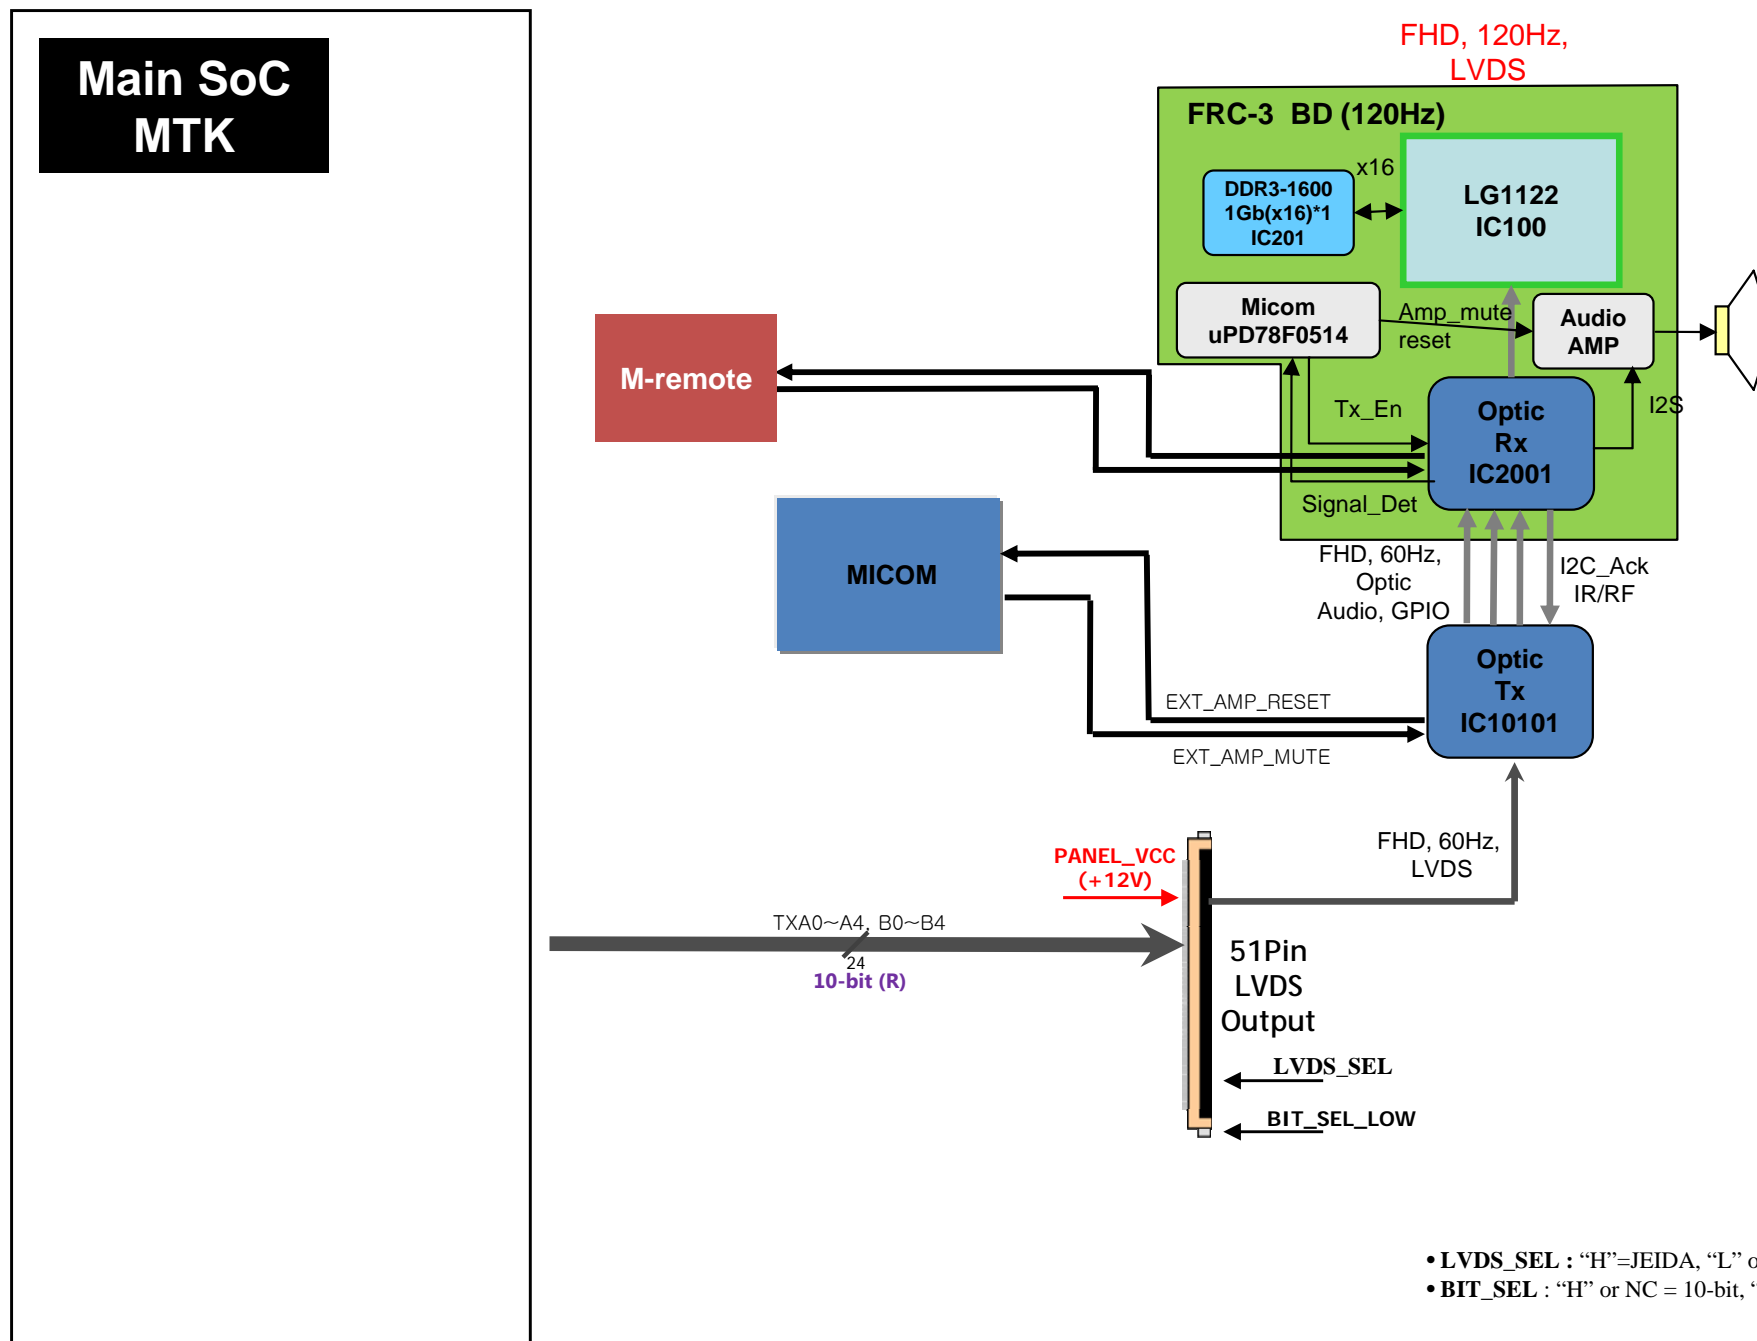 Main SoC
MTK
FHD, 120Hz,
LVDS
FRC-3 BD (120Hz)
x16
DDR3-1600
1Gb(x16)*1
IC201
LG1122
IC100
Micom
uPD78F0514
Amp_mute
reset
Audio
AMP
M-remote
Tx_En
Optic
Rx
IC2001
I2S
Signal_Det
MICOM
FHD, 60Hz,
Optic
Audio, GPIO
I2C_Ack
IR/RF
Optic
Tx
IC10101
EXT_AMP_RESET
EXT_AMP_MUTE
PANEL_VCC
(+12V)
FHD, 60Hz,
LVDS
TXA0~A4, B0~B4
24
10-bit (R)
51Pin
LVDS
Output
LVDS_SEL
BIT_SEL_LOW
• LVDS_SEL : “H”=JEIDA, “L” o
• BIT_SEL : “H” or NC = 10-bit, “